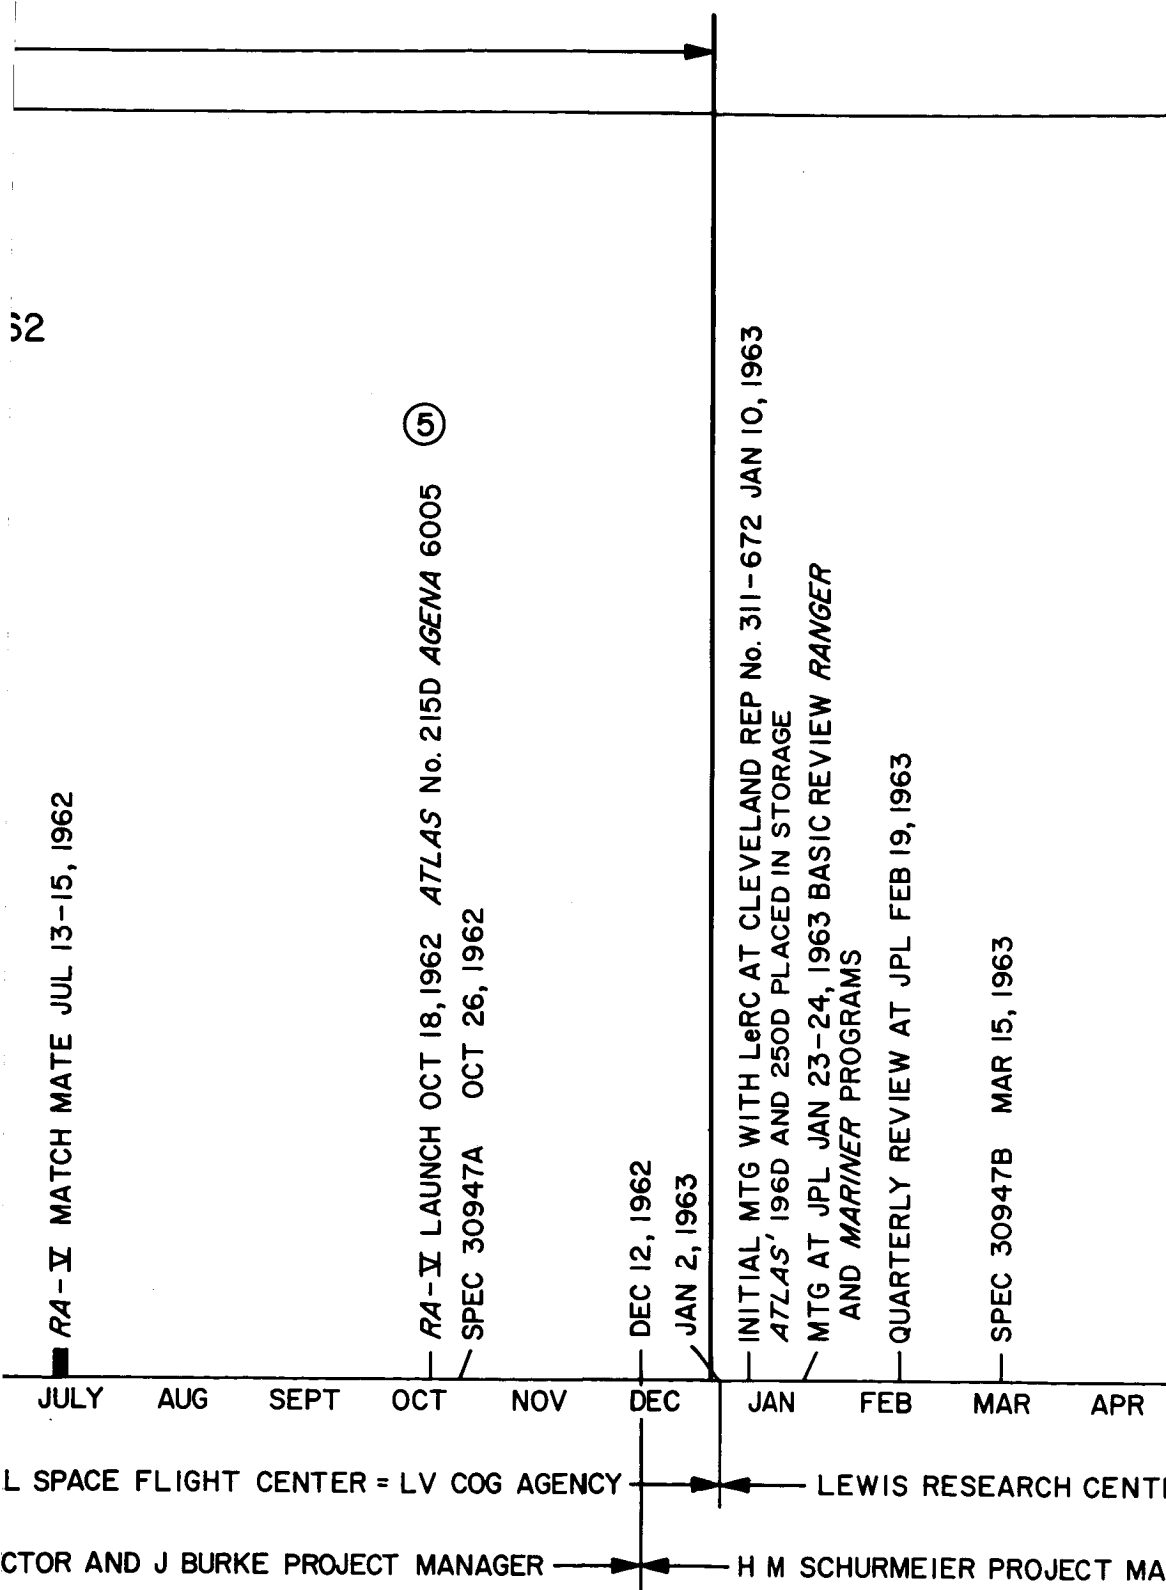 62
RA-V MATCH MATE JUL 13-15, 1962
RA-V LAUNCH OCT 18, 1962 ATLAS No. 215D AGENA 6005 ⑤
SPEC 30947A OCT 26, 1962
DEC 12, 1962
JAN 2, 1963
INITIAL MTG WITH LeRC AT CLEVELAND REP No. 311-672 JAN 10, 1963
ATLAS' 196D AND 250D PLACED IN STORAGE
MTG AT JPL JAN 23-24, 1963 BASIC REVIEW RANGER
AND MARINER PROGRAMS
QUARTERLY REVIEW AT JPL FEB 19, 1963
SPEC 30947B MAR 15, 1963
JULY AUG SEPT OCT NOV DEC JAN FEB MAR APR
L SPACE FLIGHT CENTER = LV COG AGENCY LEWIS RESEARCH CENT
CTOR AND J BURKE PROJECT MANAGER H M SCHURMEIER PROJECT MA